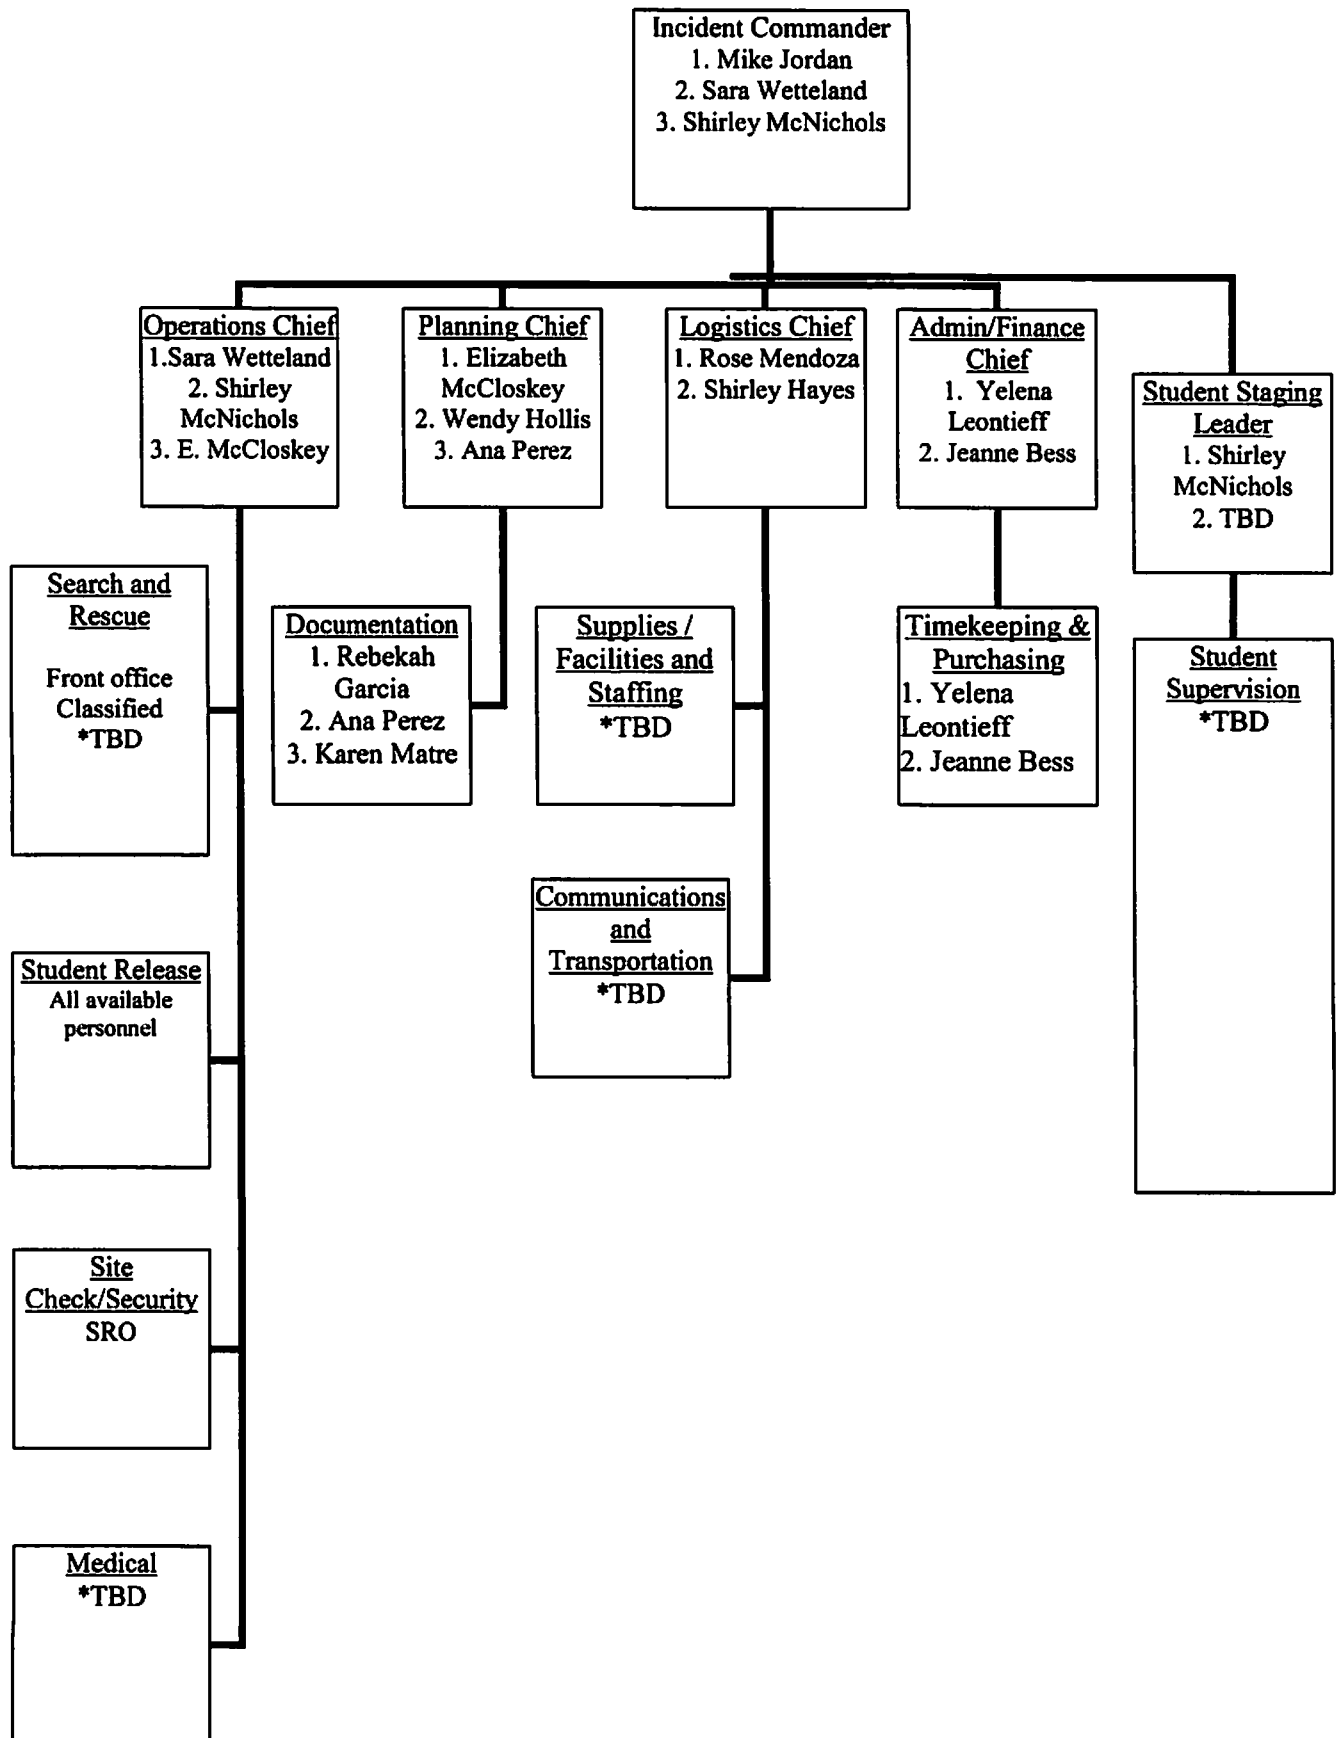 Incident Commander
1. Mike Jordan
2. Sara Wetteland
3. Shirley McNichols
Operations Chief
1.Sara Wetteland
2. Shirley
McNichols
3. E. McCloskey
Planning Chief
1. Elizabeth
McCloskey
2. Wendy Hollis
3. Ana Perez
Logistics Chief
1. Rose Mendoza
2. Shirley Hayes
Admin/Finance
Chief
1. Yelena
Leontieff
2. Jeanne Bess
Student Staging
Leader
1. Shirley
McNichols
2. TBD
Search and
Rescue
Front office
Classified
*TBD
Documentation
1. Rebekah
Garcia
2. Ana Perez
3. Karen Matre
Supplies /
Facilities and
Staffing
*TBD
Timekeeping &
Purchasing
1. Yelena
Leontieff
2. Jeanne Bess
Student
Supervision
*TBD
Communications
and
Transportation
*TBD
Student Release
All available
personnel
Site
Check/Security
SRO
Medical
*TBD